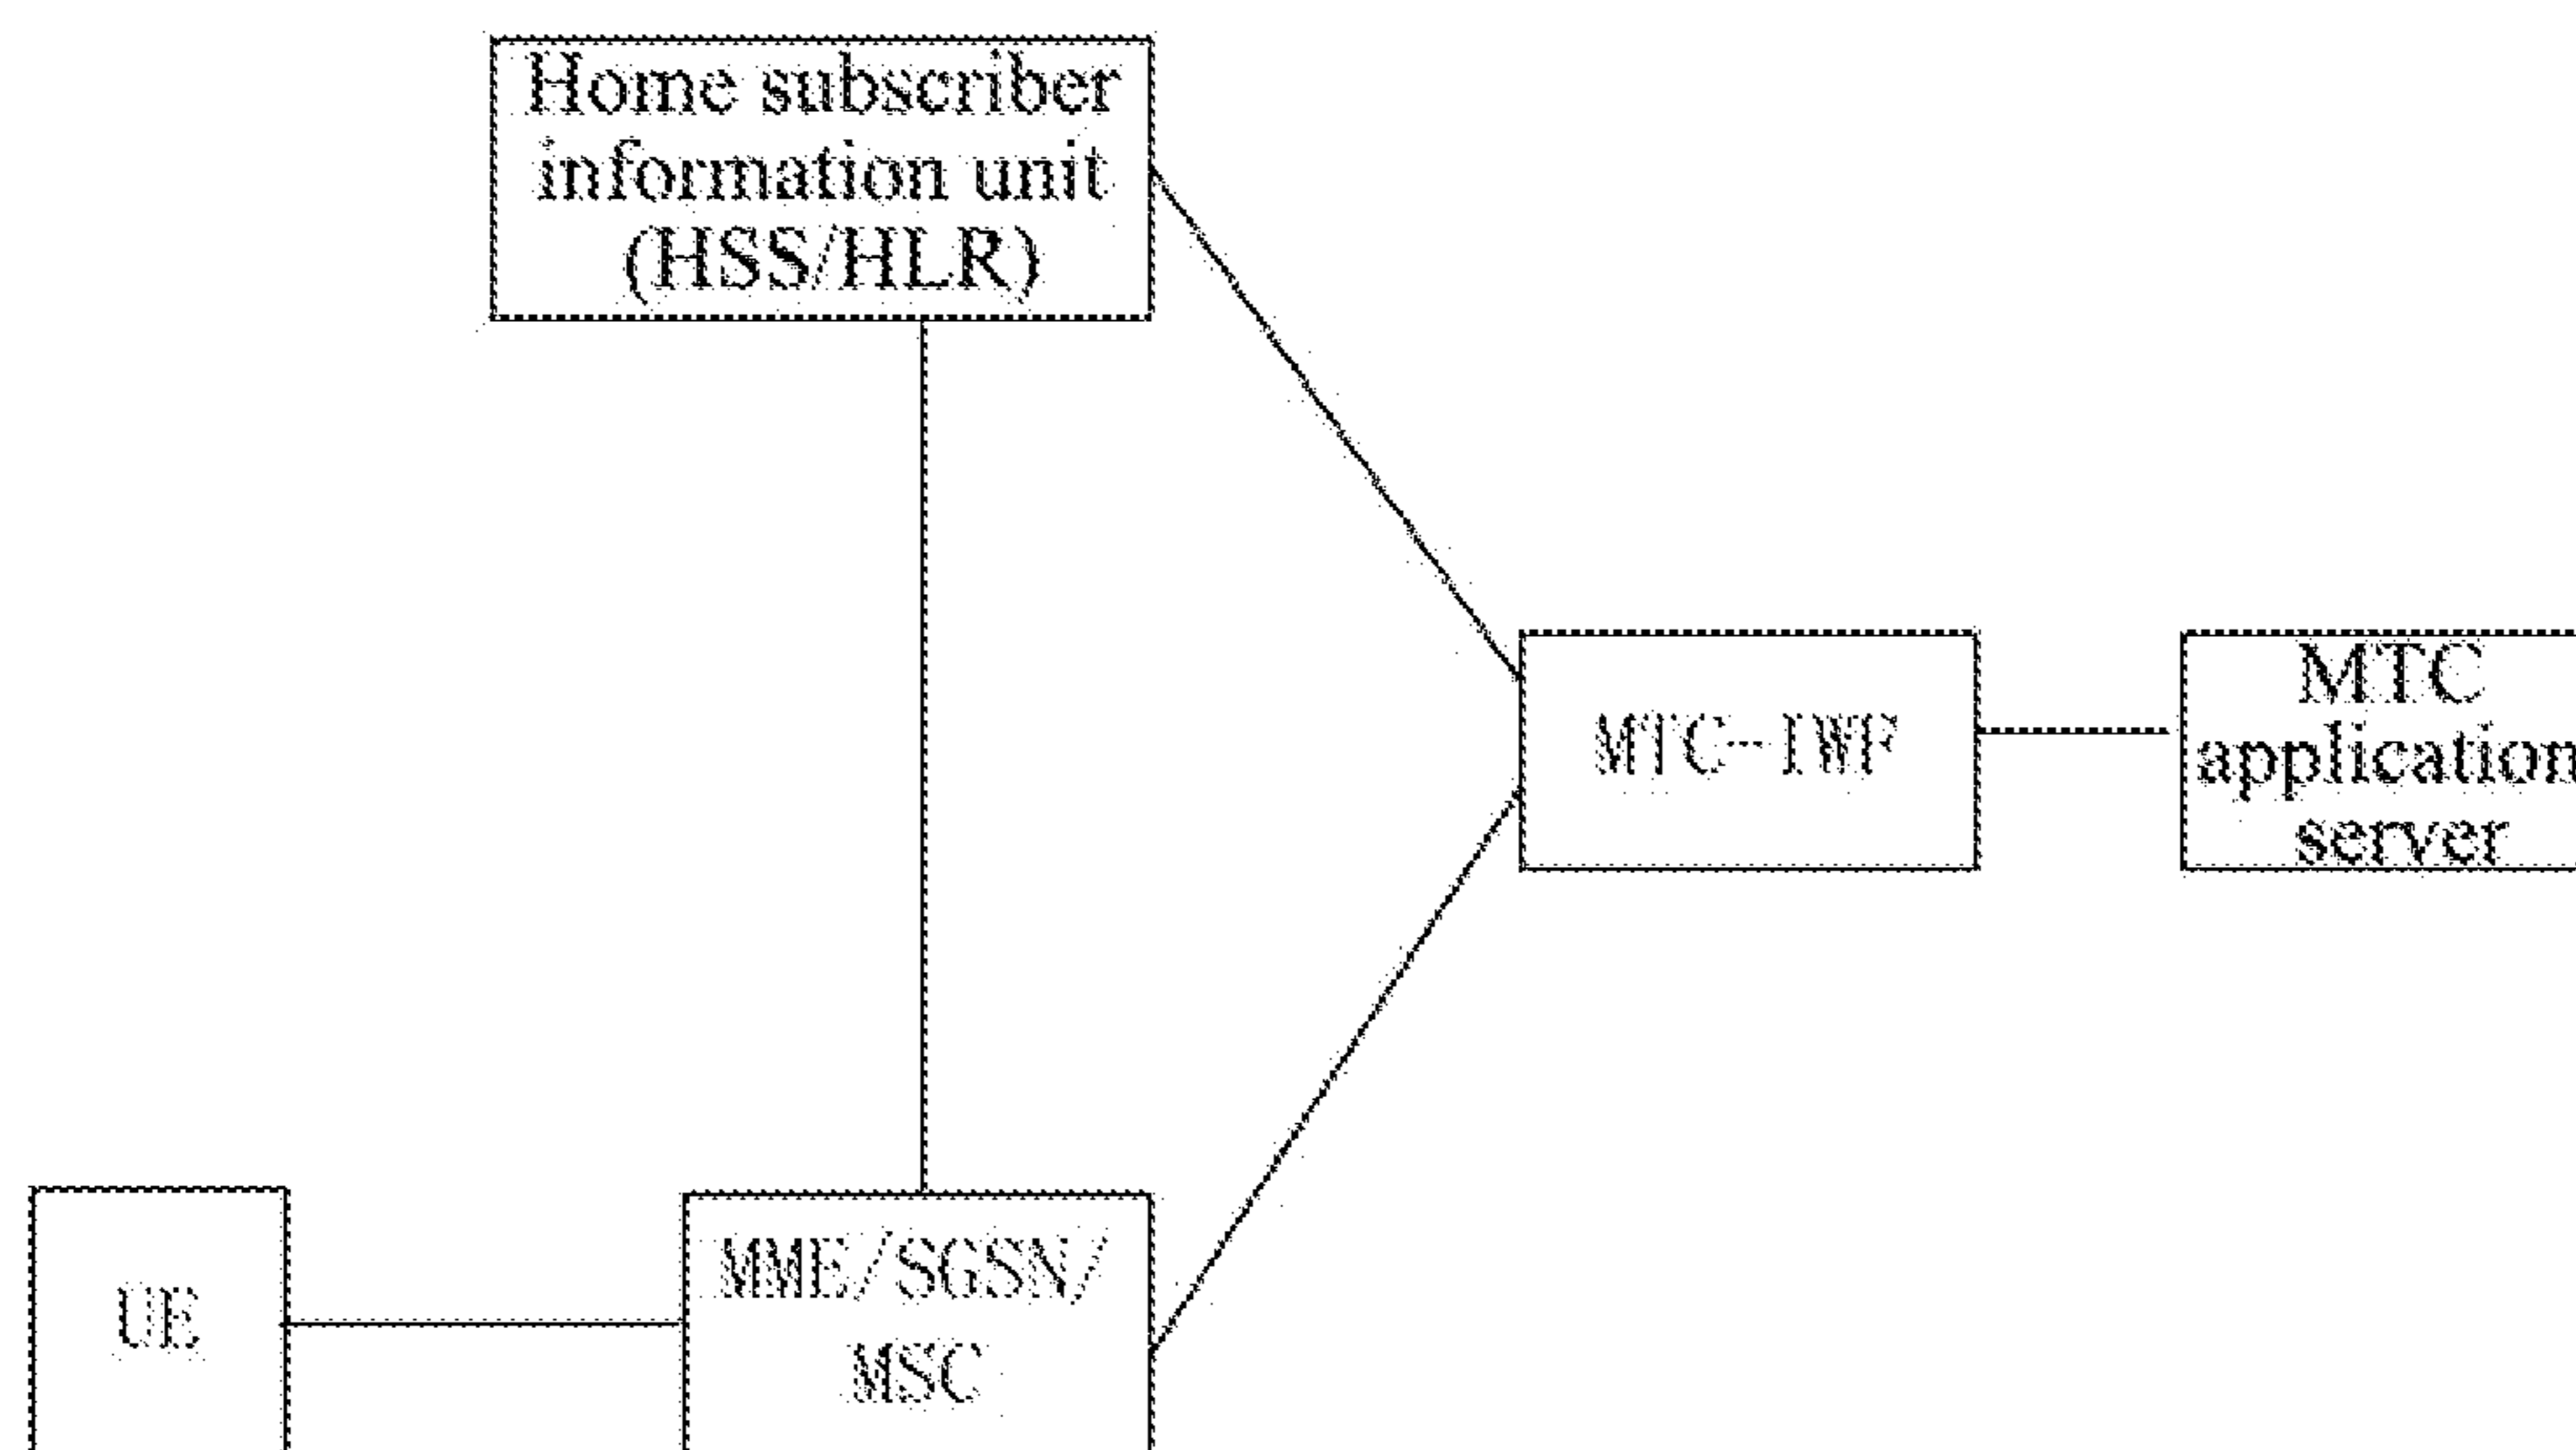 Home subscriber
information unit
(HSS/HLR)
MTC-IWF
MTC
application
server
UE
MME/SGSN/
MSC